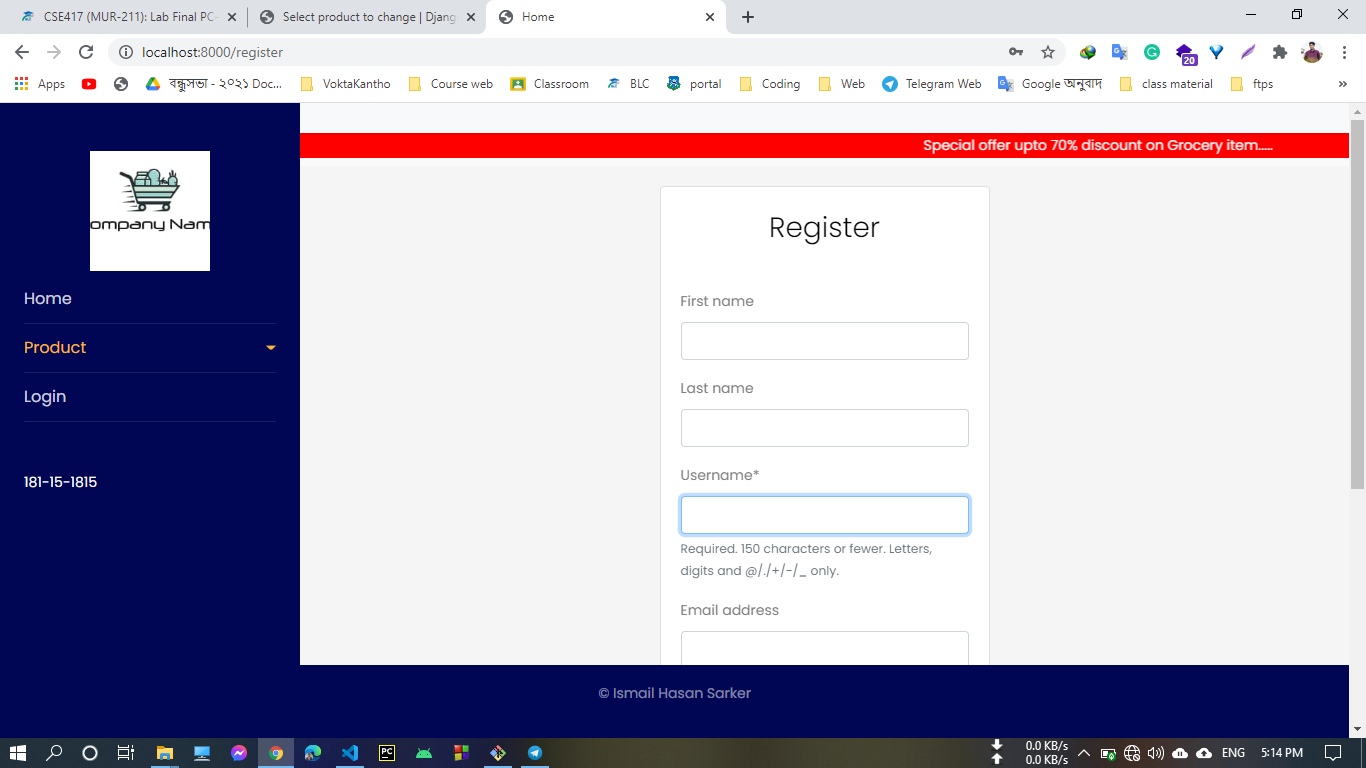 CSE417 (MUR-211): Lab Final PC-
Select product to change | Djang
Home
localhost:8000/register
20
Apps
বন্ধুসভা - ২০২১ Doc...
VoktaKantho
Course web
Classroom
BLC
portal
Coding
Web
Telegram Web
Google অনুবাদ
class material
ftps
»
Special offer upto 70% discount on Grocery item.....
ompany Nam
Home
Product
Login
181-15-1815
Register
First name
Last name
Username*
Required. 150 characters or fewer. Letters,
digits and @/./+/-/_ only.
Email address
© Ismail Hasan Sarker
PC
0.0 KB/s
0.0 KB/s
ENG
5:14 PM